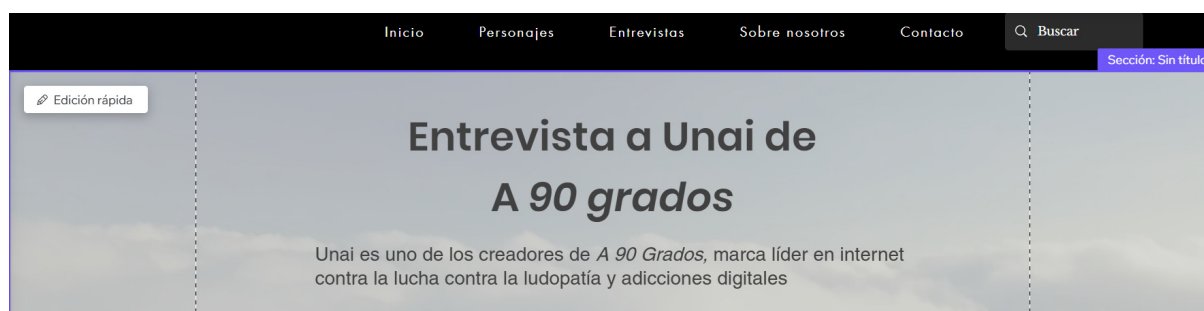 Inicio Personajes Entrevistas Sobre nosotros Contacto Buscar
Sección: Sin título
Edición rápida
Entrevista a Unai de
A 90 grados
Unai es uno de los creadores de A 90 Grados, marca líder en internet
contra la lucha contra la ludopatía y adicciones digitales